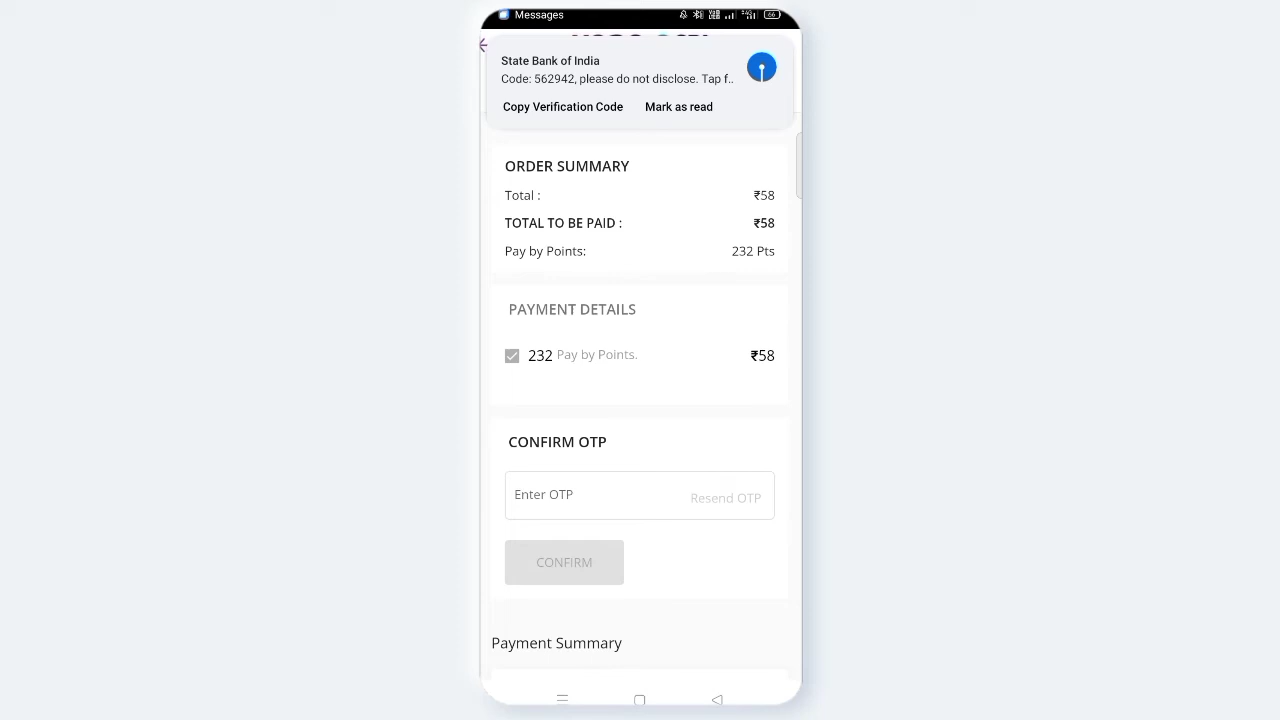 Messages
State Bank of India
Code: 562942, please do not disclose. Tap f..
Copy Verification Code Mark as read
ORDER SUMMARY
Total : ₹58
TOTAL TO BE PAID : ₹58
Pay by Points: 232 Pts
PAYMENT DETAILS
232 Pay by Points. ₹58
CONFIRM OTP
Enter OTP Resend OTP
CONFIRM
Payment Summary